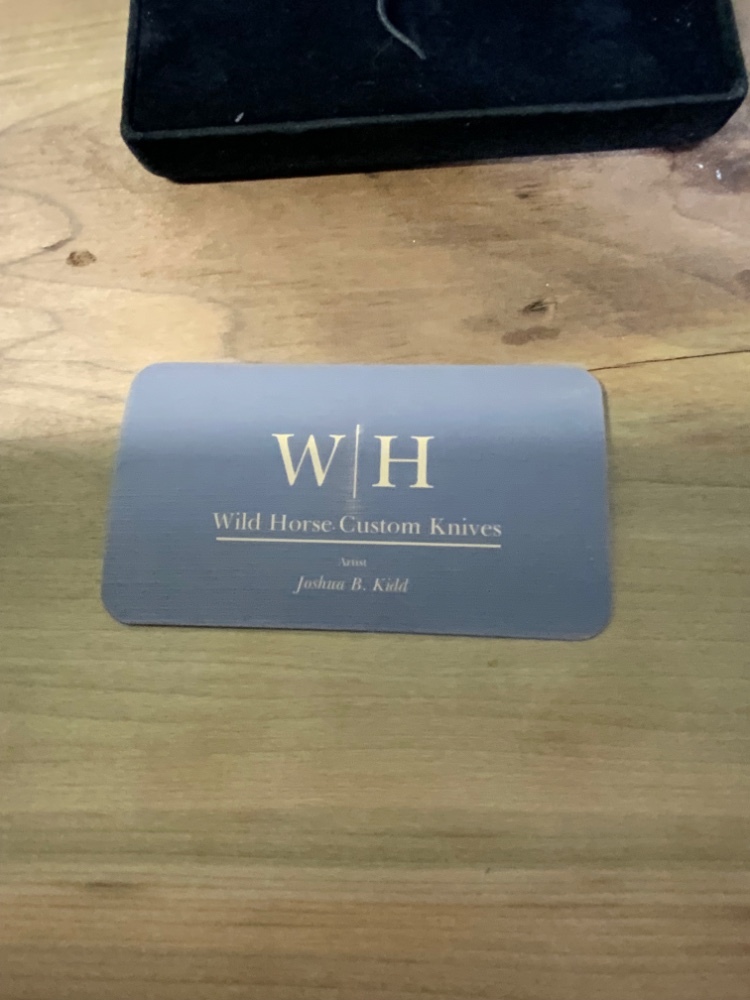 W|H
Wild Horse Custom Knives
Artist
Joshua B. Kidd